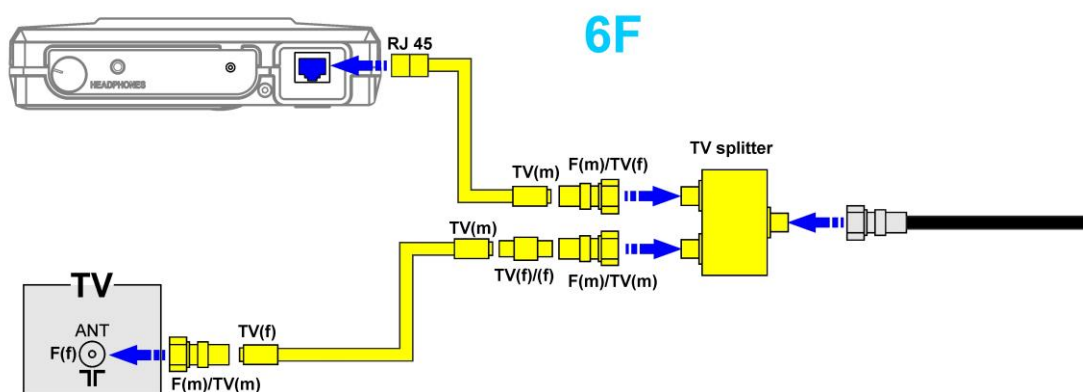 6F
RJ 45
HEADPHONES
TV splitter
F(m)/TV(f)
TV(m)
TV(m)
TV(f)/(f)
F(m)/TV(m)
TV
ANT
TV(f)
F(f)
F(m)/TV(m)